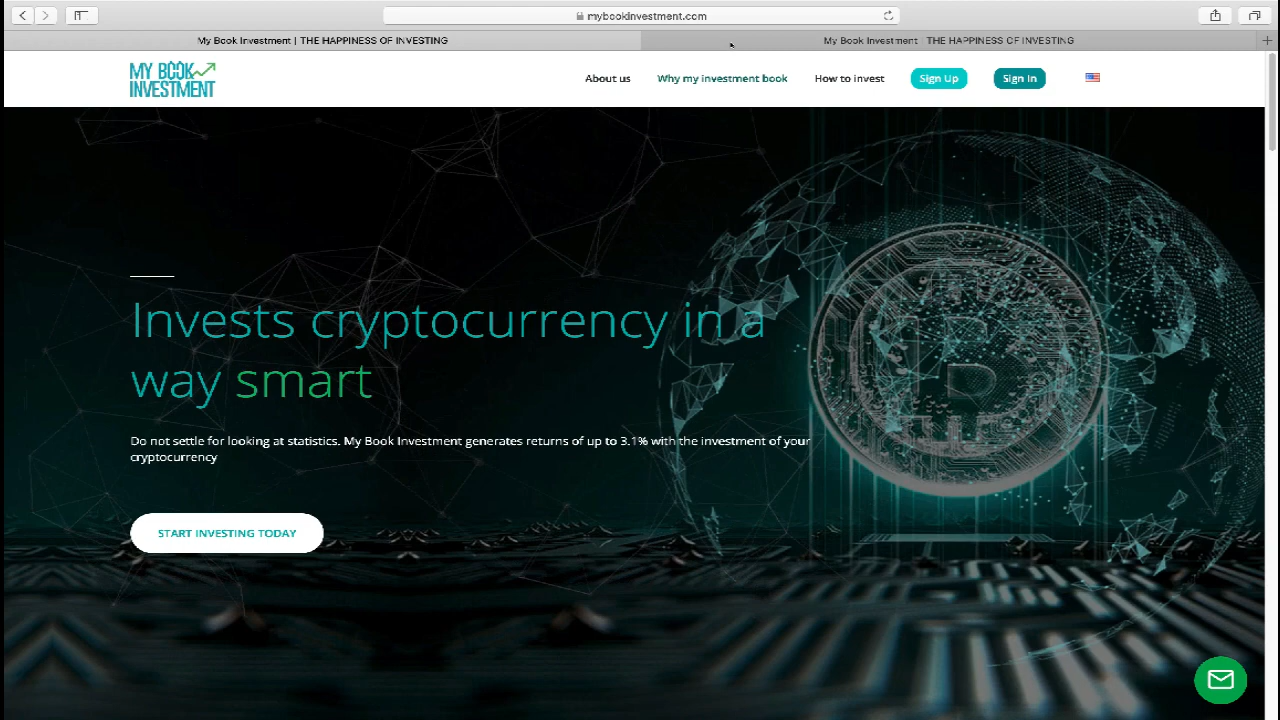 mybookinvestment.com
My Book Investment | THE HAPPINESS OF INVESTING
My Book Investment | THE HAPPINESS OF INVESTING
MY BOOK
INVESTMENT
About us
Why my investment book
How to invest
Sign Up
Sign In
Invests cryptocurrency in a
way smart
Do not settle for looking at statistics. My Book Investment generates returns of up to 3.1% with the investment of your
cryptocurrency
START INVESTING TODAY